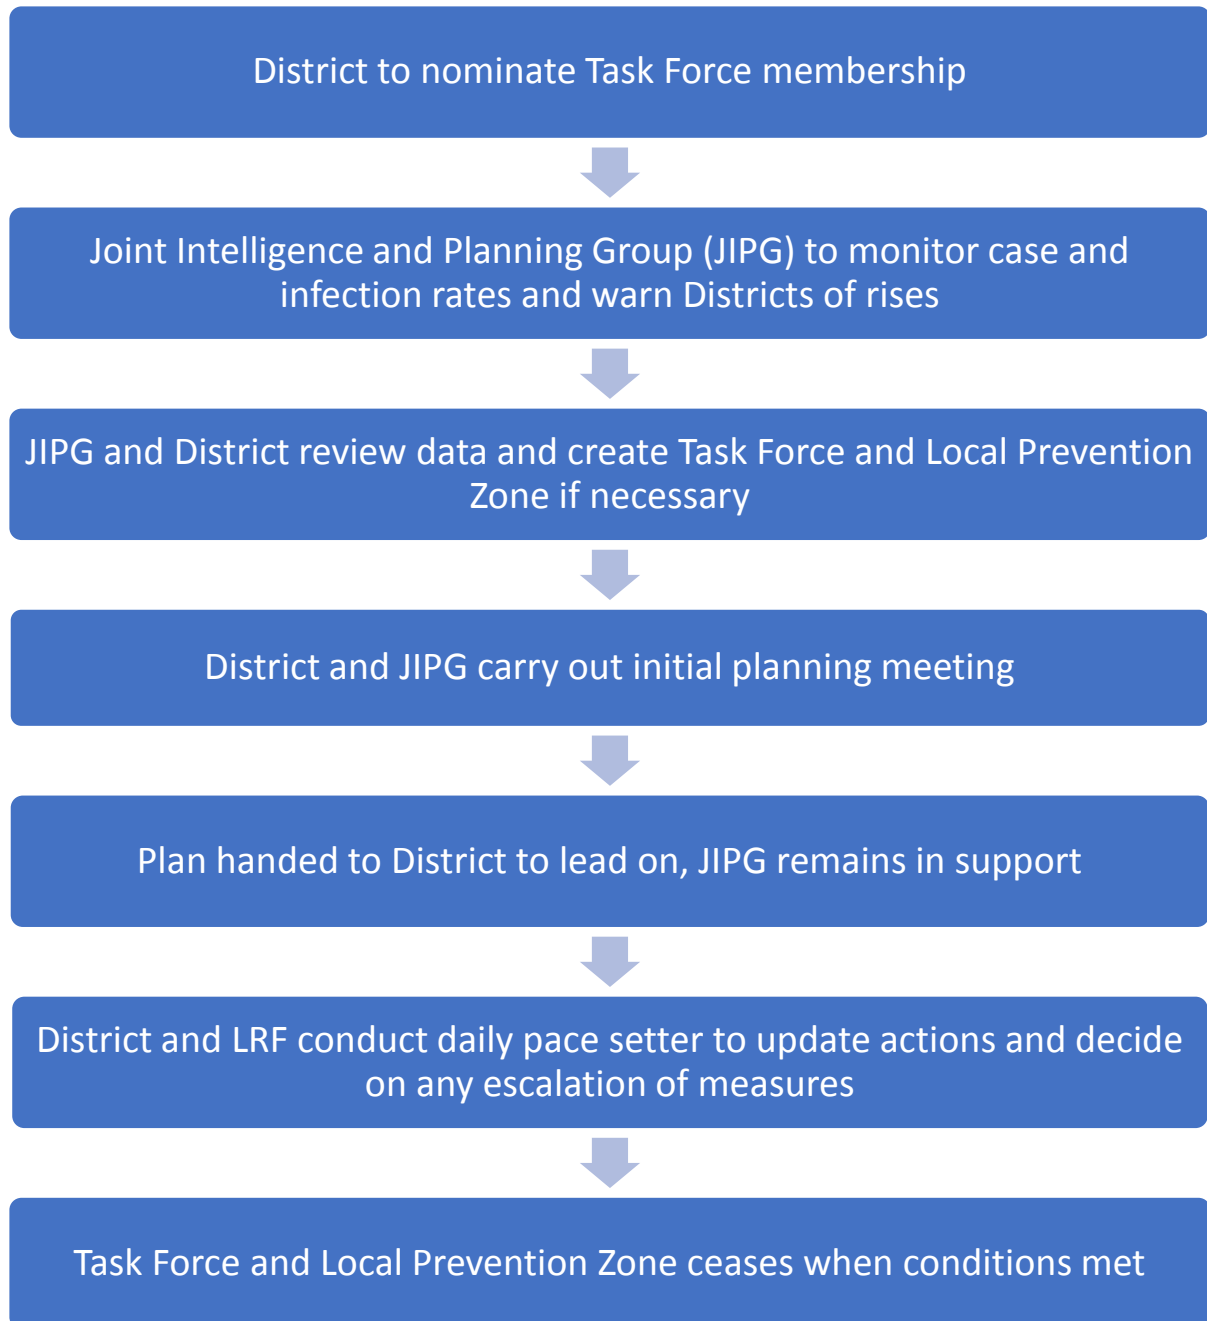 District to nominate Task Force membership
Joint Intelligence and Planning Group (JIPG) to monitor case and
infection rates and warn Districts of rises
JIPG and District review data and create Task Force and Local Prevention
Zone if necessary
District and JIPG carry out initial planning meeting
Plan handed to District to lead on, JIPG remains in support
District and LRF conduct daily pace setter to update actions and decide
on any escalation of measures
Task Force and Local Prevention Zone ceases when conditions met